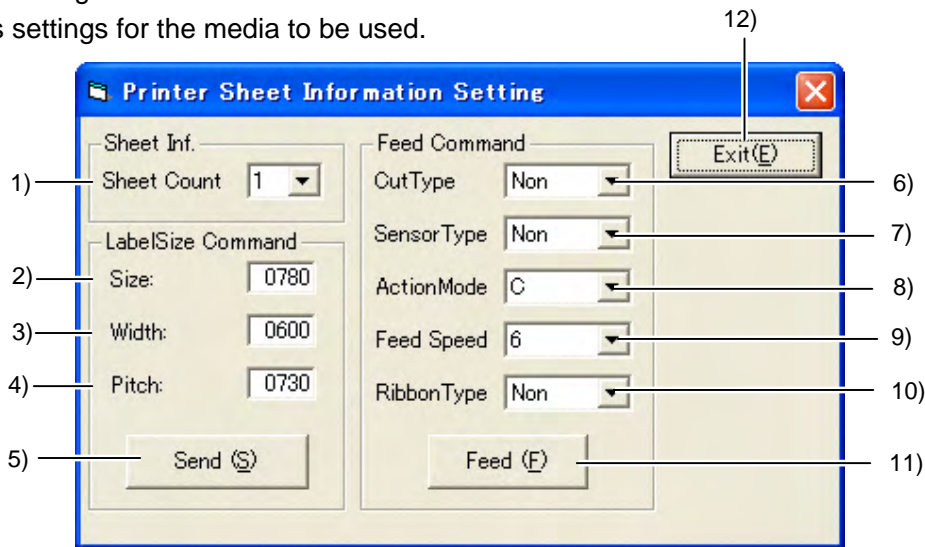 s settings for the media to be used.
12)
Printer Sheet Information Setting
Sheet Inf.
1) Sheet Count 1
LabelSize Command
2) Size: 0780
3) Width: 0600
4) Pitch: 0730
5) Send (S)
Feed Command
CutType Non 6)
SensorType Non 7)
ActionMode C 8)
Feed Speed 6 9)
RibbonType Non 10)
Feed (F) 11)
Exit(E)